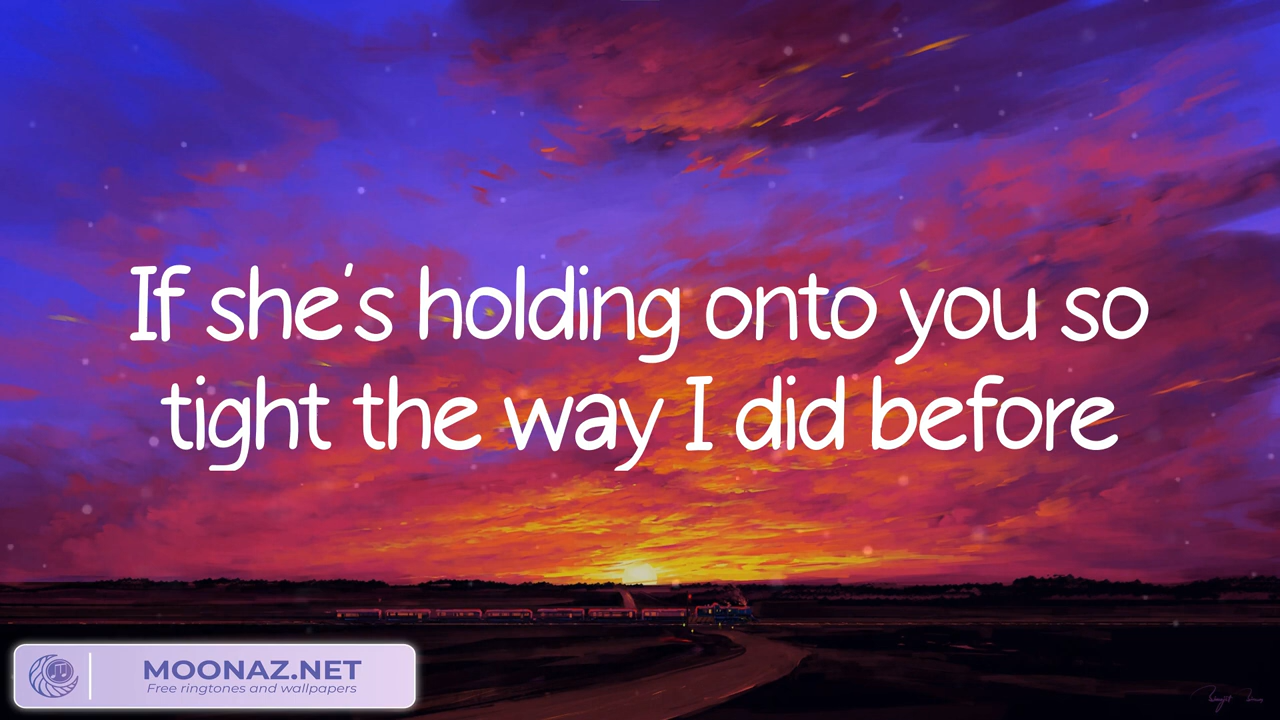 If she's holding onto you so
tight the way I did before
MOONAZ.NET
Free ringtones and wallpapers